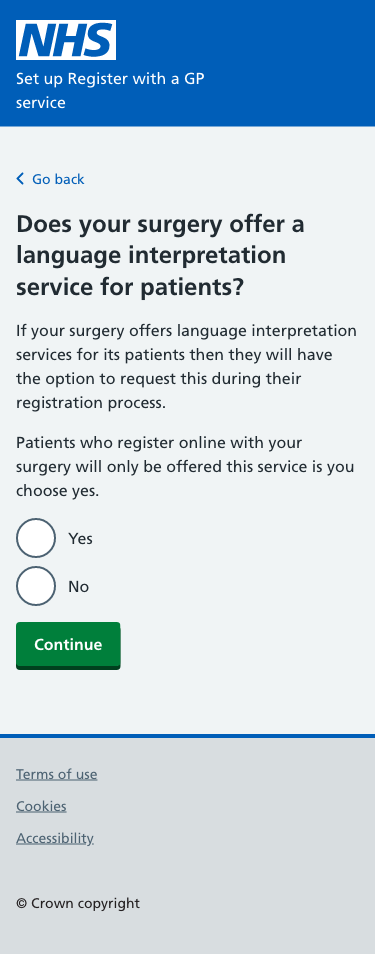 NHS
Set up Register with a GP
service
Go back
Does your surgery offer a
language interpretation
service for patients?
If your surgery offers language interpretation
services for its patients then they will have
the option to request this during their
registration process.
Patients who register online with your
surgery will only be offered this service is you
choose yes.
Yes
No
Continue
Terms of use
Cookies
Accessibility
© Crown copyright